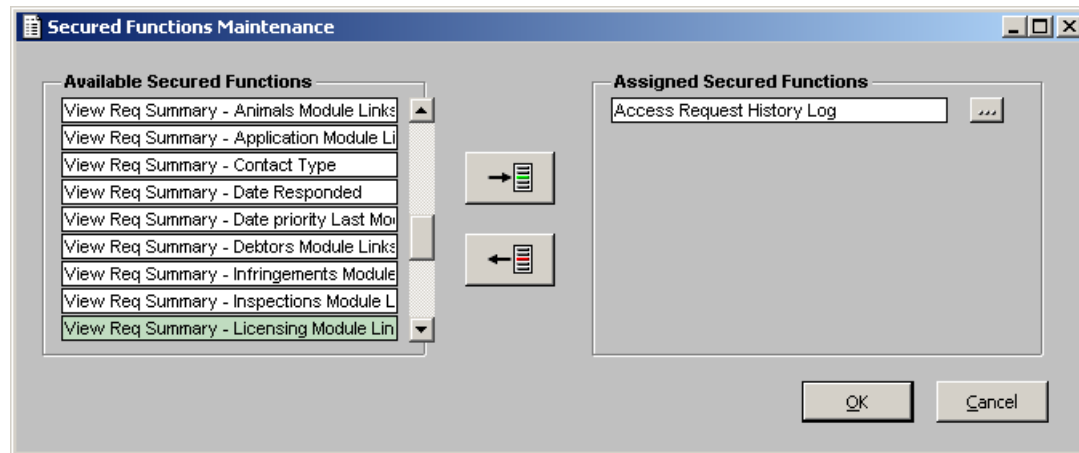 Secured Functions Maintenance
Available Secured Functions
View Req Summary - Animals Module Links
View Req Summary - Application Module Li
View Req Summary - Contact Type
View Req Summary - Date Responded
View Req Summary - Date priority Last Mo
View Req Summary - Debtors Module Links
View Req Summary - Infringements Module
View Req Summary - Inspections Module L
View Req Summary - Licensing Module Lin
Assigned Secured Functions
Access Request History Log
...
OK
Cancel